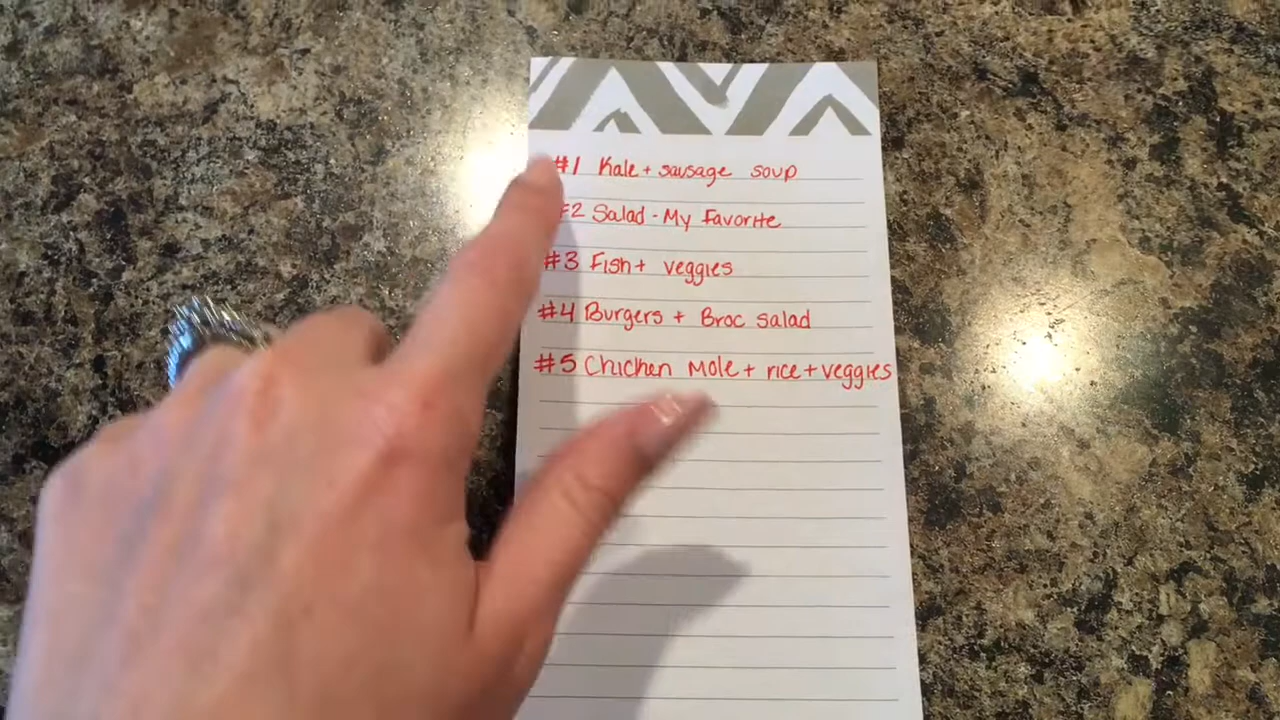 #1 Kale + sausage soup
#2 Salad - My favorite
#3 Fish + veggies
#4 Burgers + Broc salad
#5 Chicken Mole + rice + veggies